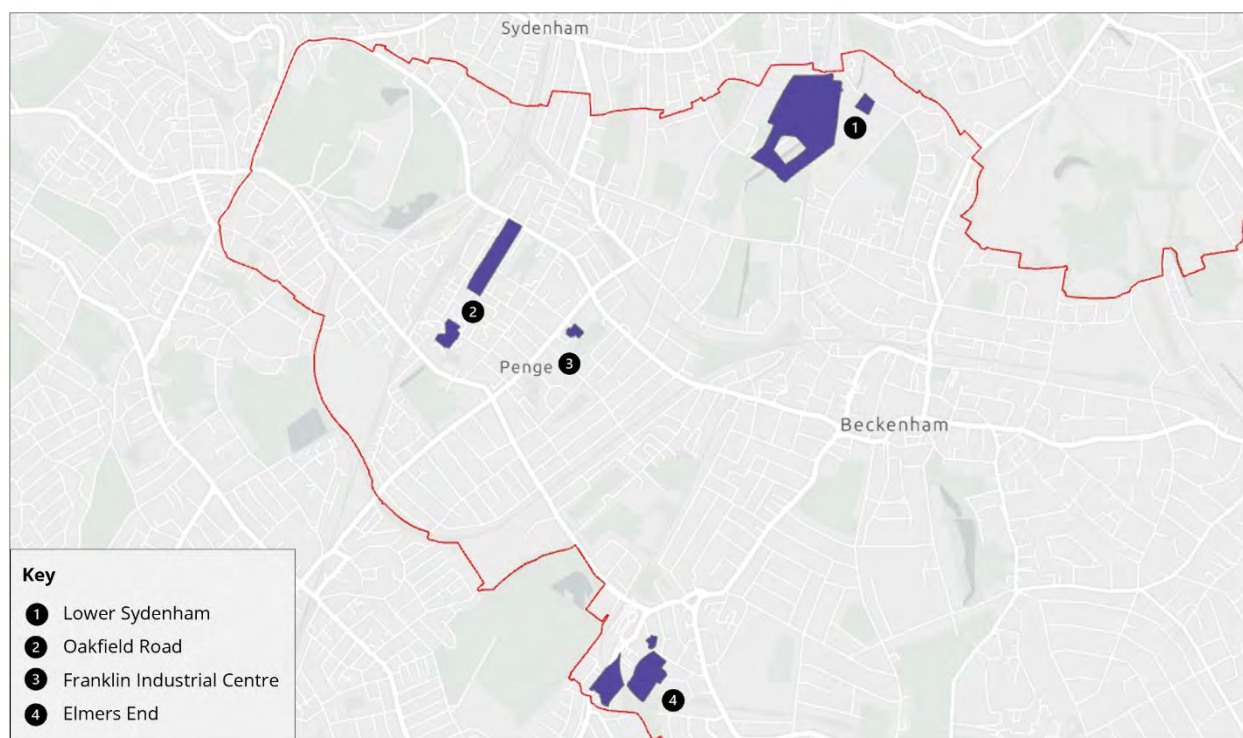 Sydenham
1
2
Penge
3
Beckenham
4
Key
1 Lower Sydenham
2 Oakfield Road
3 Franklin Industrial Centre
4 Elmers End